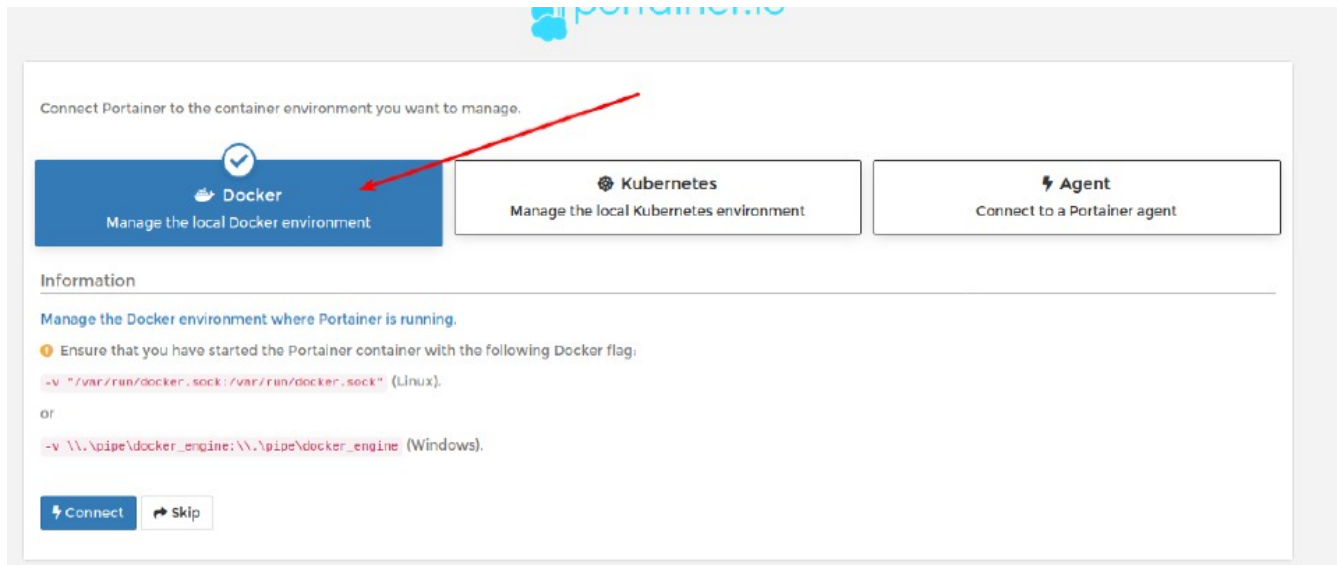 portainer.io
Connect Portainer to the container environment you want to manage.
Docker
Manage the local Docker environment
Kubernetes
Manage the local Kubernetes environment
Agent
Connect to a Portainer agent
Information
Manage the Docker environment where Portainer is running.
Ensure that you have started the Portainer container with the following Docker flag:
-v "/var/run/docker.sock:/var/run/docker.sock" (Linux).
or
-v \\.\pipe\docker_engine:\\.\pipe\docker_engine (Windows).
Connect
Skip